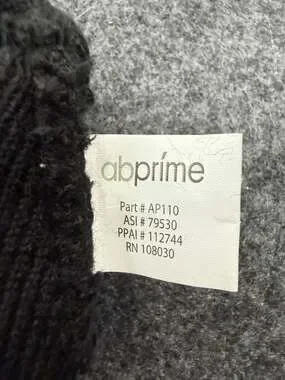 abprime
Part # AP110
ASI # 79530
PPAI # 112744
RN 108030